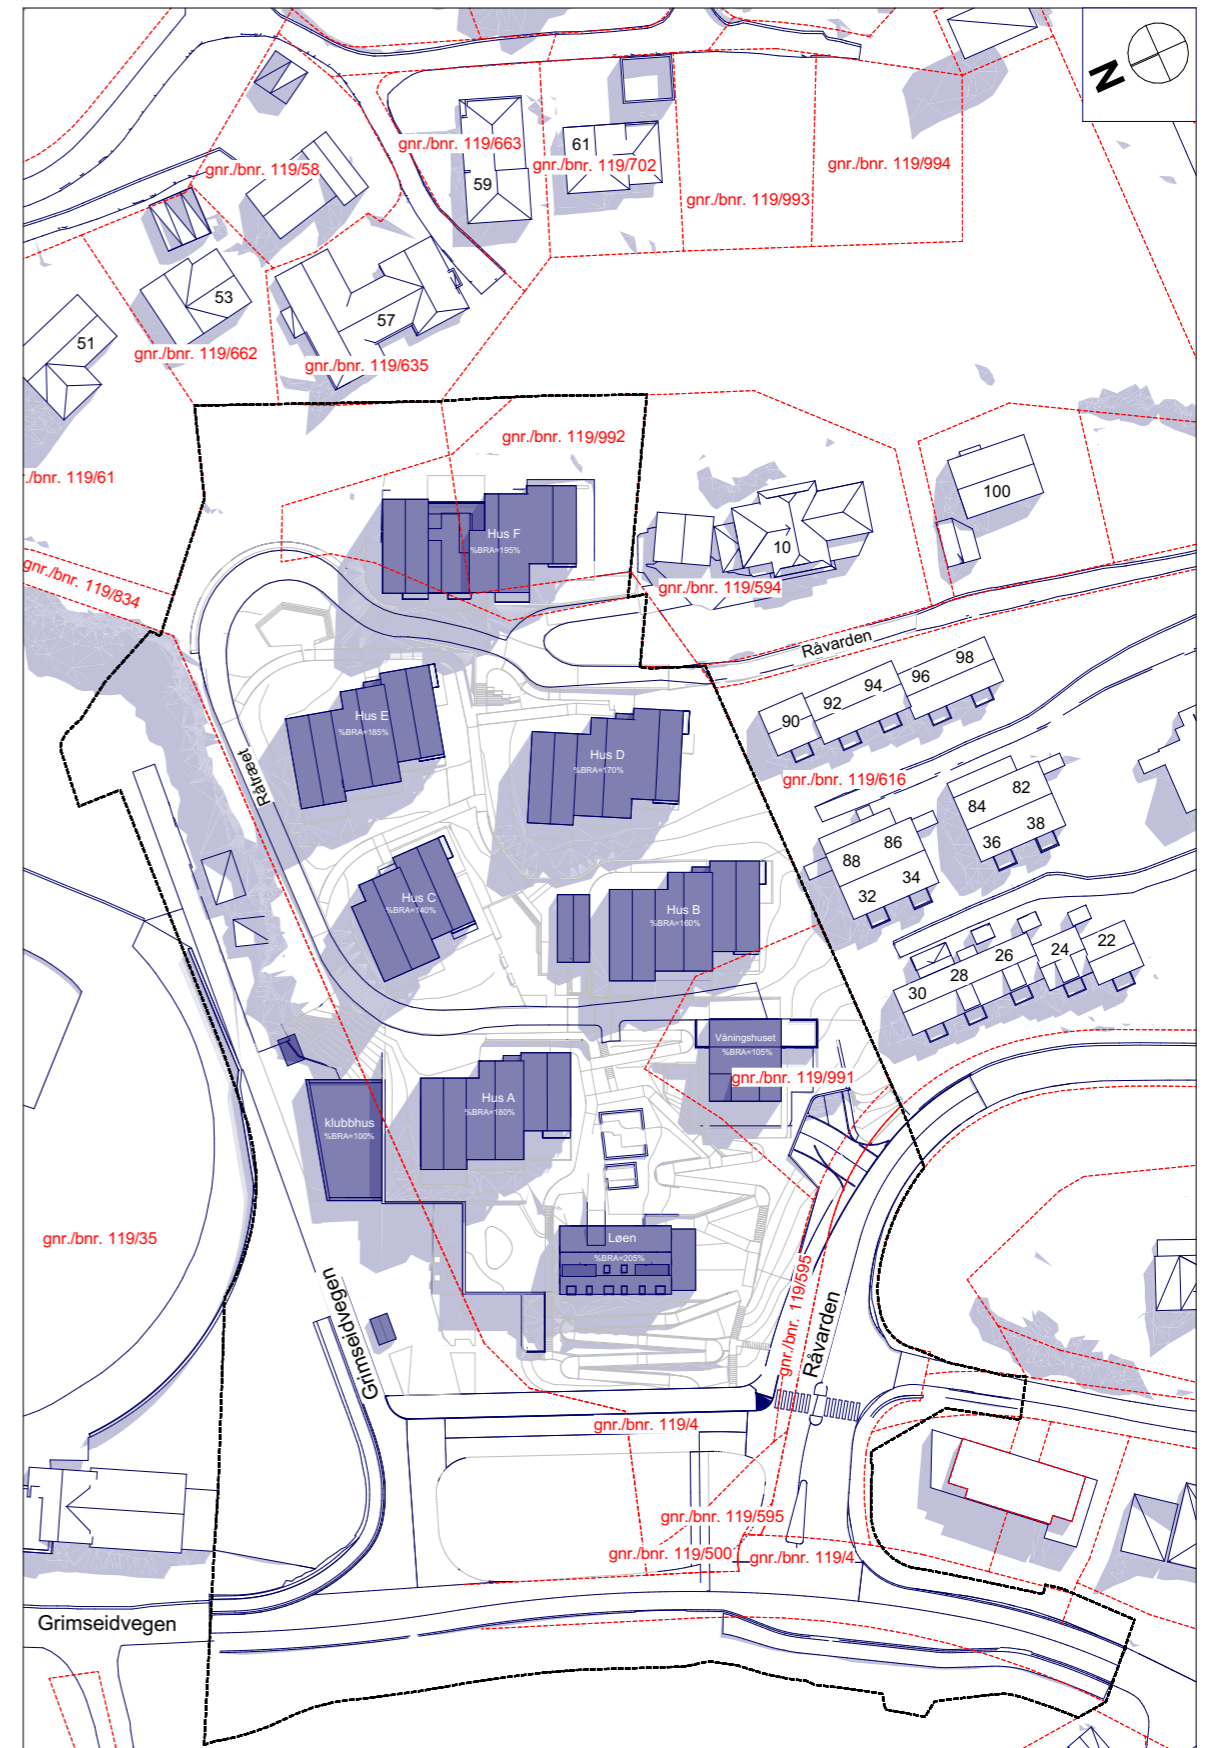 N
gnr./bnr. 119/58
gnr./bnr. 119/663
59
61
gnr./bnr. 119/702
gnr./bnr. 119/993
gnr./bnr. 119/994
53
51
57
gnr./bnr. 119/662
gnr./bnr. 119/635
gnr./bnr. 119/992
./bnr. 119/61
100
Hus F
%BRA=195%
10
gnr./bnr. 119/594
gnr./bnr. 119/834
Råvarden
98
96
94
92
90
Hus E
%BRA=185%
Hus D
%BRA=170%
Råtræet
gnr./bnr. 119/616
82
84
38
36
86
88
34
32
Hus C
%BRA=140%
Hus B
%BRA=160%
22
24
26
28
30
Våningshuset
%BRA=105%
gnr./bnr. 119/991
Hus A
%BRA=180%
klubbhus
%BRA=100%
gnr./bnr. 119/35
Løen
%BRA=205%
gnr./bnr. 119/595
Råvarden
Grimseidvegen
gnr./bnr. 119/4
gnr./bnr. 119/595
gnr./bnr. 119/500
gnr./bnr. 119/4
Grimseidvegen